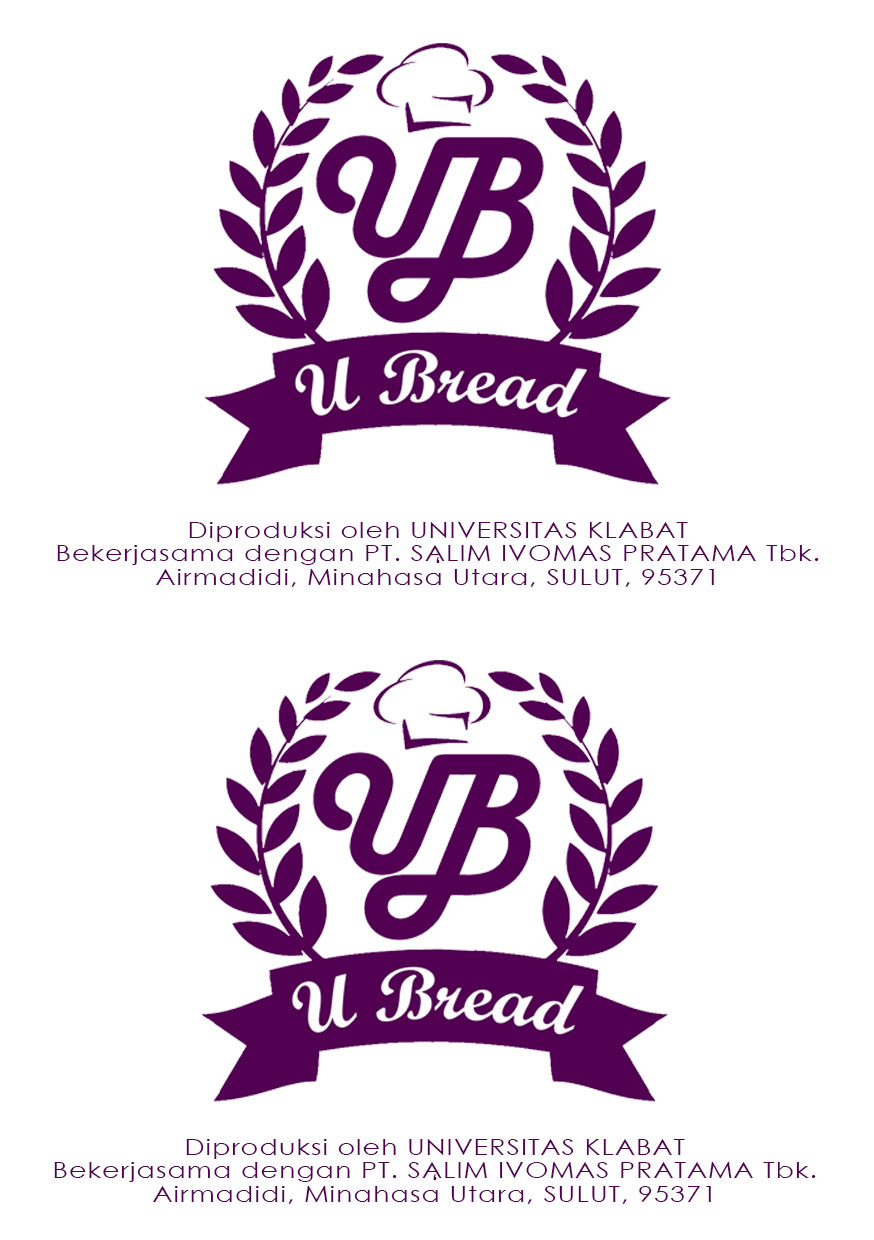 UB
U Bread
Diproduksi oleh UNIVERSITAS KLABAT
Bekerjasama dengan PT. SALIM IVOMAS PRATAMA Tbk.
Airmadidi, Minahasa Utara, SULUT, 95371
UB
U Bread
Diproduksi oleh UNIVERSITAS KLABAT
Bekerjasama dengan PT. SALIM IVOMAS PRATAMA Tbk.
Airmadidi, Minahasa Utara, SULUT, 95371